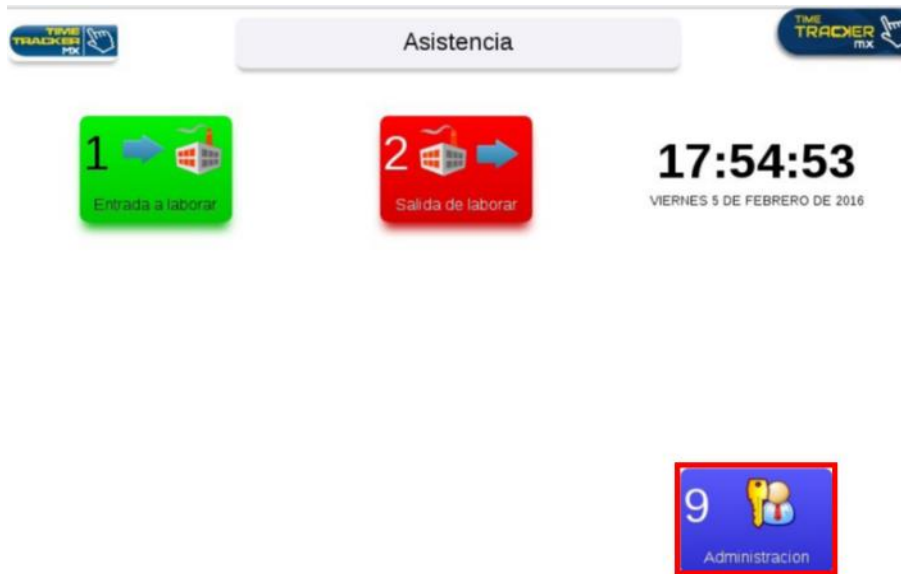 TIME
TRACKER
MX
Asistencia
TIME
TRACKER
mx
1
Entrada a laborar
2
Salida de laborar
17:54:53
VIERNES 5 DE FEBRERO DE 2016
9
Administracion